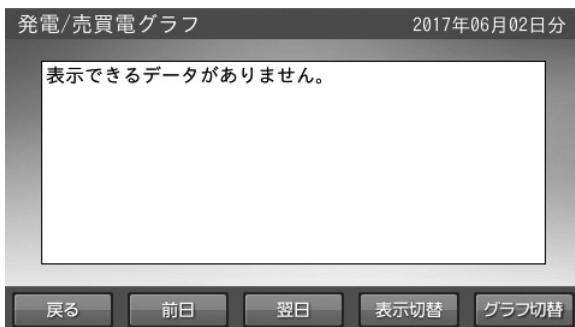 発電/売買電グラフ 2017年06月02日分
表示できるデータがありません。
戻る 前日 翌日 表示切替 グラフ切替